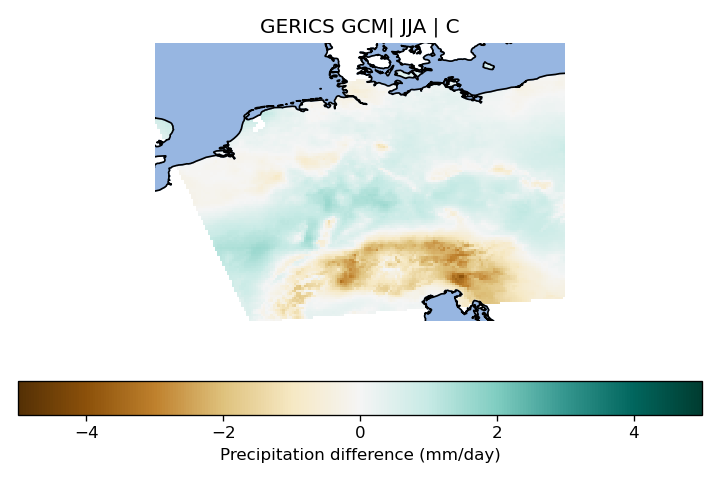 GERICS GCM| JJA | C
−4 −2 0 2 4
Precipitation difference (mm/day)